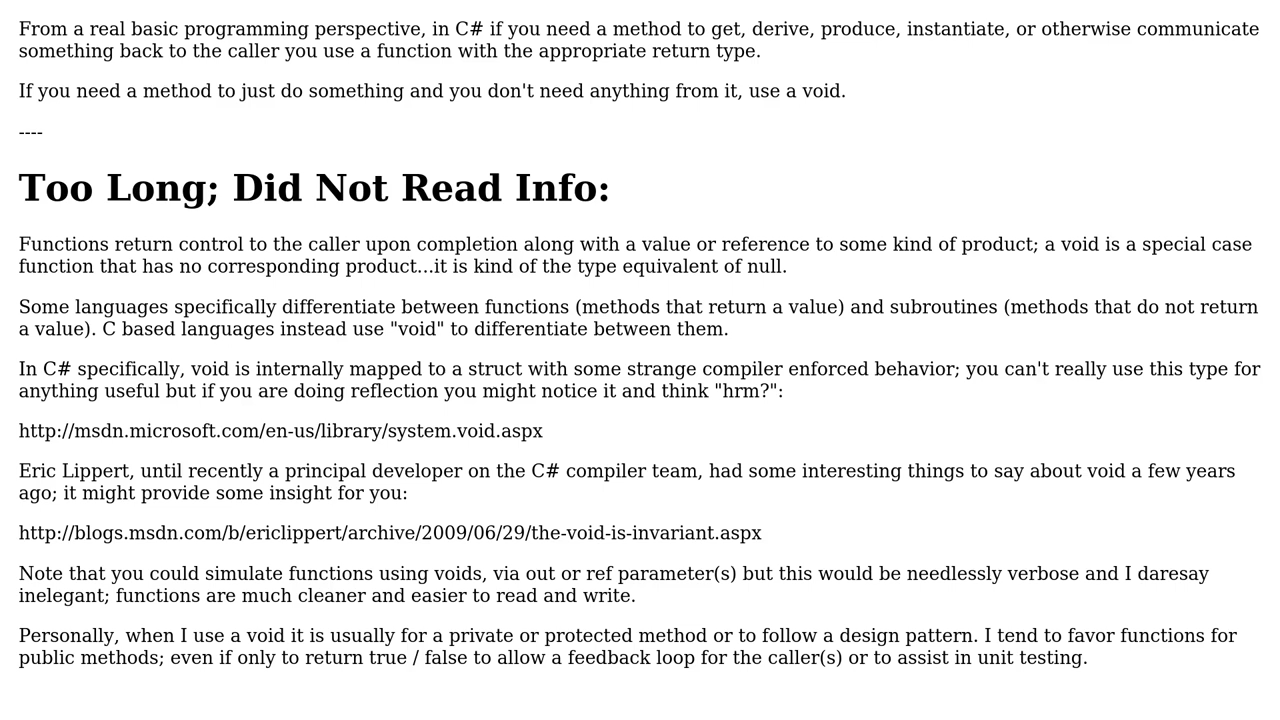 From a real basic programming perspective, in C# if you need a method to get, derive, produce, instantiate, or otherwise communicate
something back to the caller you use a function with the appropriate return type.
If you need a method to just do something and you don't need anything from it, use a void.
----
Too Long; Did Not Read Info:
Functions return control to the caller upon completion along with a value or reference to some kind of product; a void is a special case
function that has no corresponding product...it is kind of the type equivalent of null.
Some languages specifically differentiate between functions (methods that return a value) and subroutines (methods that do not return
a value). C based languages instead use "void" to differentiate between them.
In C# specifically, void is internally mapped to a struct with some strange compiler enforced behavior; you can't really use this type for
anything useful but if you are doing reflection you might notice it and think "hrm?":
http://msdn.microsoft.com/en-us/library/system.void.aspx
Eric Lippert, until recently a principal developer on the C# compiler team, had some interesting things to say about void a few years
ago; it might provide some insight for you:
http://blogs.msdn.com/b/ericlippert/archive/2009/06/29/the-void-is-invariant.aspx
Note that you could simulate functions using voids, via out or ref parameter(s) but this would be needlessly verbose and I daresay
inelegant; functions are much cleaner and easier to read and write.
Personally, when I use a void it is usually for a private or protected method or to follow a design pattern. I tend to favor functions for
public methods; even if only to return true / false to allow a feedback loop for the caller(s) or to assist in unit testing.